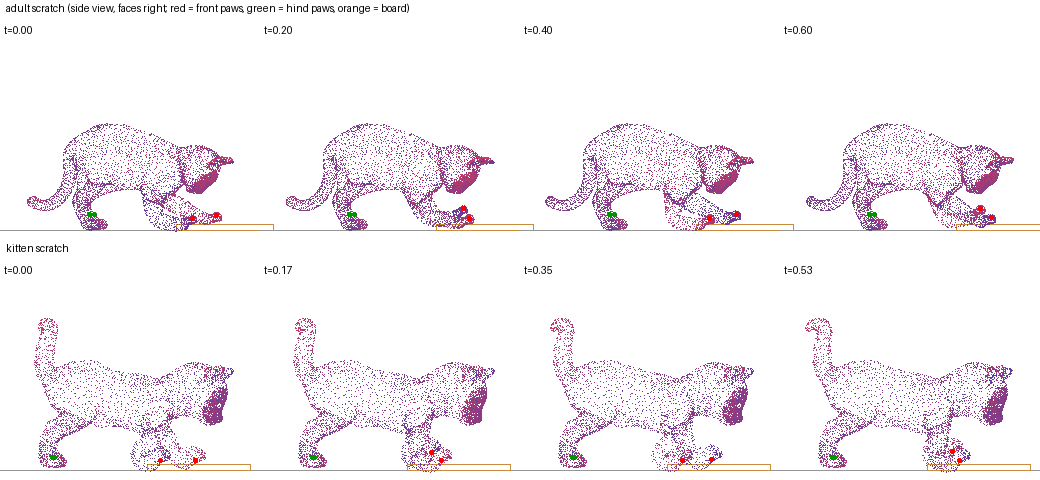 adult scratch (side view, faces right; red = front paws, green = hind paws, orange = board)
t=0.00 t=0.20 t=0.40 t=0.60
kitten scratch
t=0.00 t=0.17 t=0.35 t=0.53